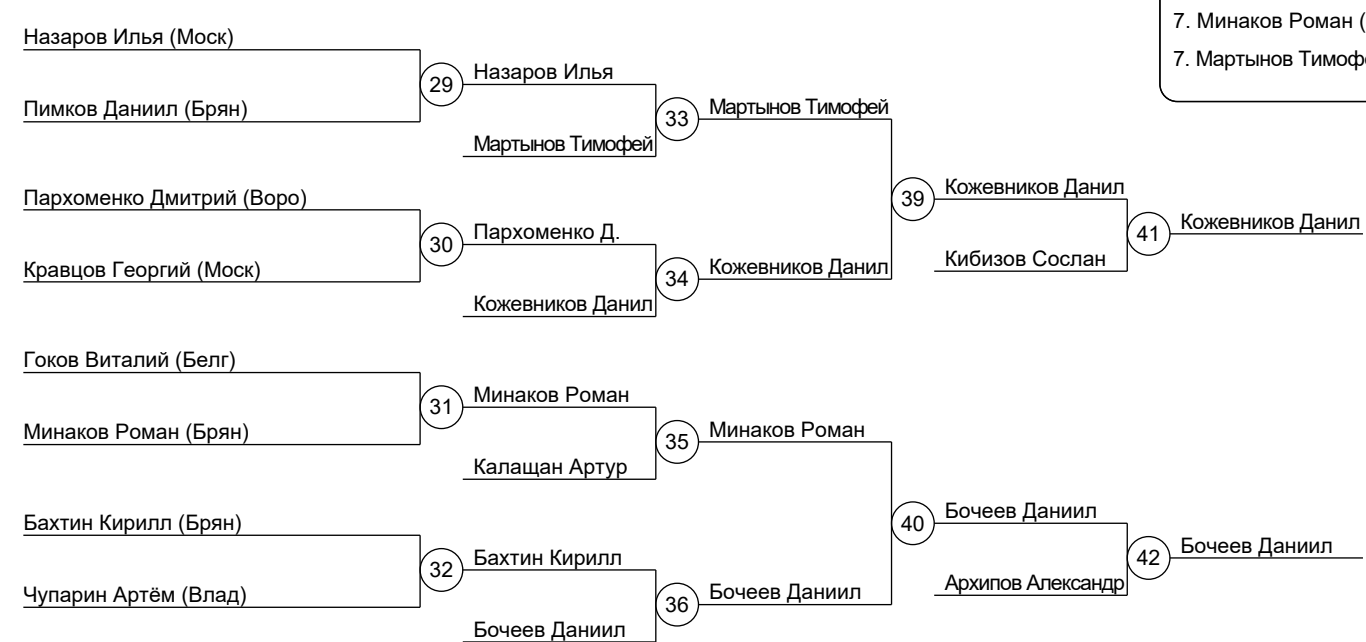 7. Минаков Роман (
7. Мартынов Тимоф
Назаров Илья (Моск)
29
Назаров Илья
Пимков Даниил (Брян)
33
Мартынов Тимофей
Мартынов Тимофей
Пархоменко Дмитрий (Воро)
39
Кожевников Данил
30
Пархоменко Д.
41
Кожевников Данил
Кравцов Георгий (Моск)
34
Кожевников Данил
Кибизов Сослан
Кожевников Данил
Гоков Виталий (Белг)
31
Минаков Роман
Минаков Роман (Брян)
35
Минаков Роман
Калащан Артур
Бахтин Кирилл (Брян)
40
Бочеев Даниил
32
Бахтин Кирилл
42
Бочеев Даниил
Чупарин Артём (Влад)
36
Бочеев Даниил
Архипов Александр
Бочеев Даниил